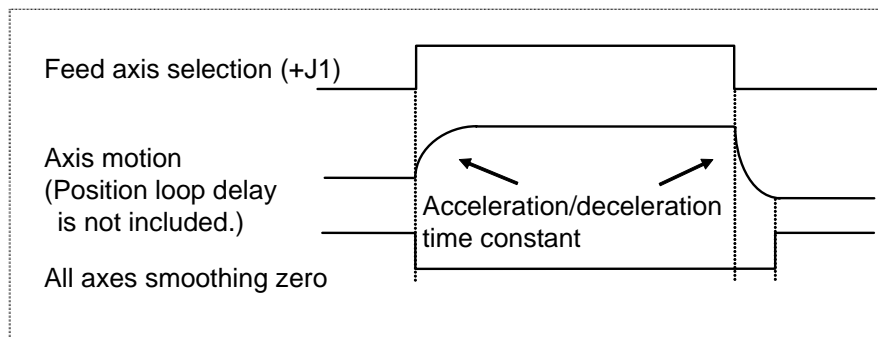 Feed axis selection (+J1)
Axis motion
(Position loop delay
is not included.)
Acceleration/deceleration
time constant
All axes smoothing zero